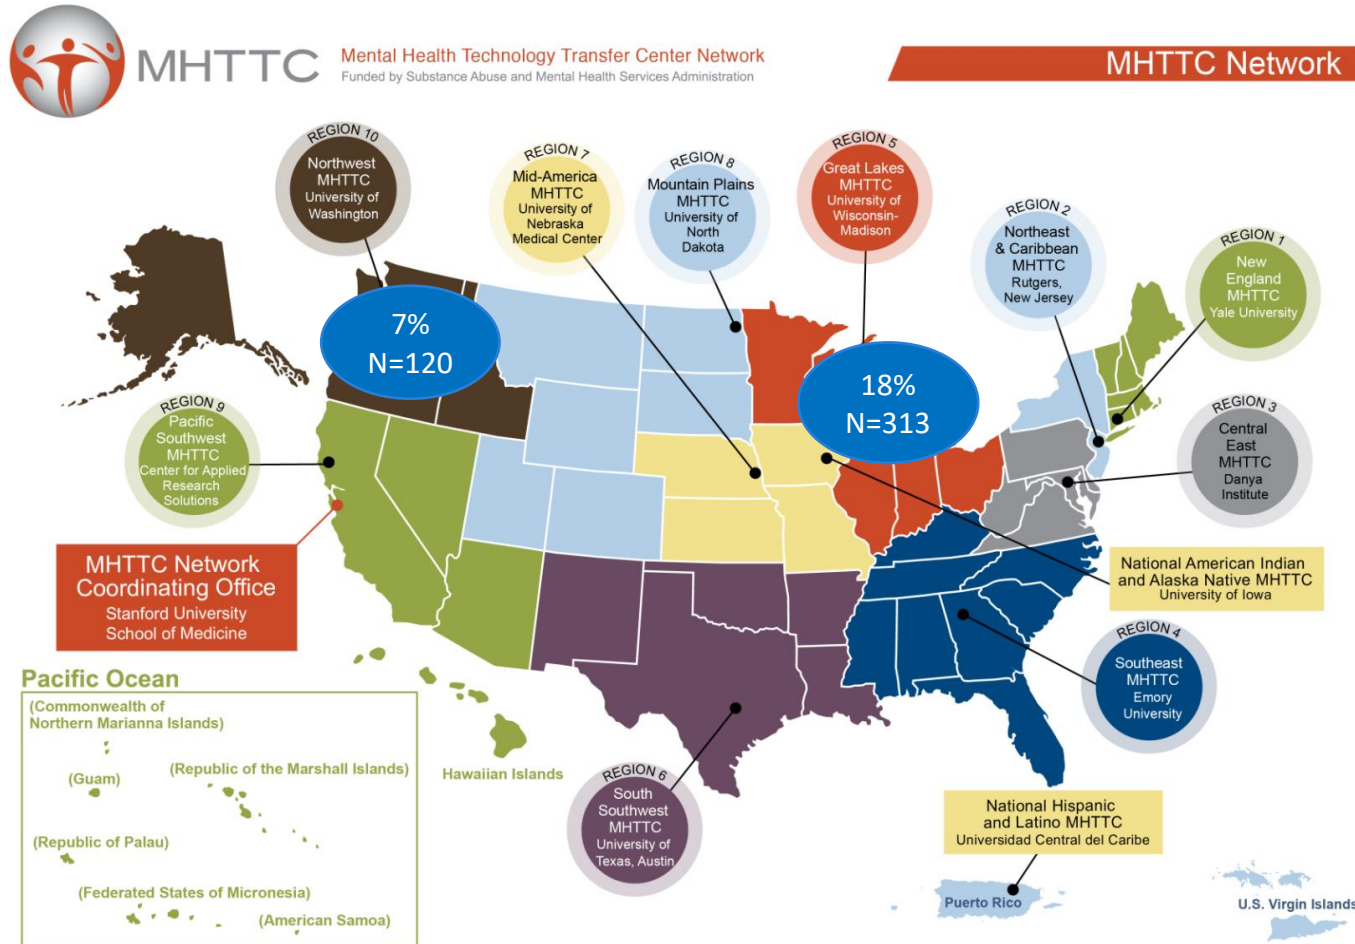 MHTTC
Mental Health Technology Transfer Center Network
Funded by Substance Abuse and Mental Health Services Administration
MHTTC Network
REGION 10
Northwest
MHTTC
University of
Washington
REGION 7
Mid-America
MHTTC
University of
Nebraska
Medical Center
REGION 8
Mountain Plains
MHTTC
University of
North
Dakota
REGION 5
Great Lakes
MHTTC
University of
Wisconsin-
Madison
REGION 2
Northeast
& Caribbean
MHTTC
Rutgers,
New Jersey
REGION 1
New
England
MHTTC
Yale University
7%
N=120
18%
N=313
REGION 9
Pacific
Southwest
MHTTC
Center for Applied
Research
Solutions
REGION 3
Central
East
MHTTC
Danya
Institute
MHTTC Network
Coordinating Office
Stanford University
School of Medicine
National American Indian
and Alaska Native MHTTC
University of Iowa
REGION 4
Southeast
MHTTC
Emory
University
Pacific Ocean
(Commonwealth of
Northern Marianna Islands)
(Guam)
(Republic of the Marshall Islands)
(Republic of Palau)
(Federated States of Micronesia)
(American Samoa)
Hawaiian Islands
REGION 6
South
Southwest
MHTTC
University of
Texas, Austin
National Hispanic
and Latino MHTTC
Universidad Central del Caribe
Puerto Rico
U.S. Virgin Islands